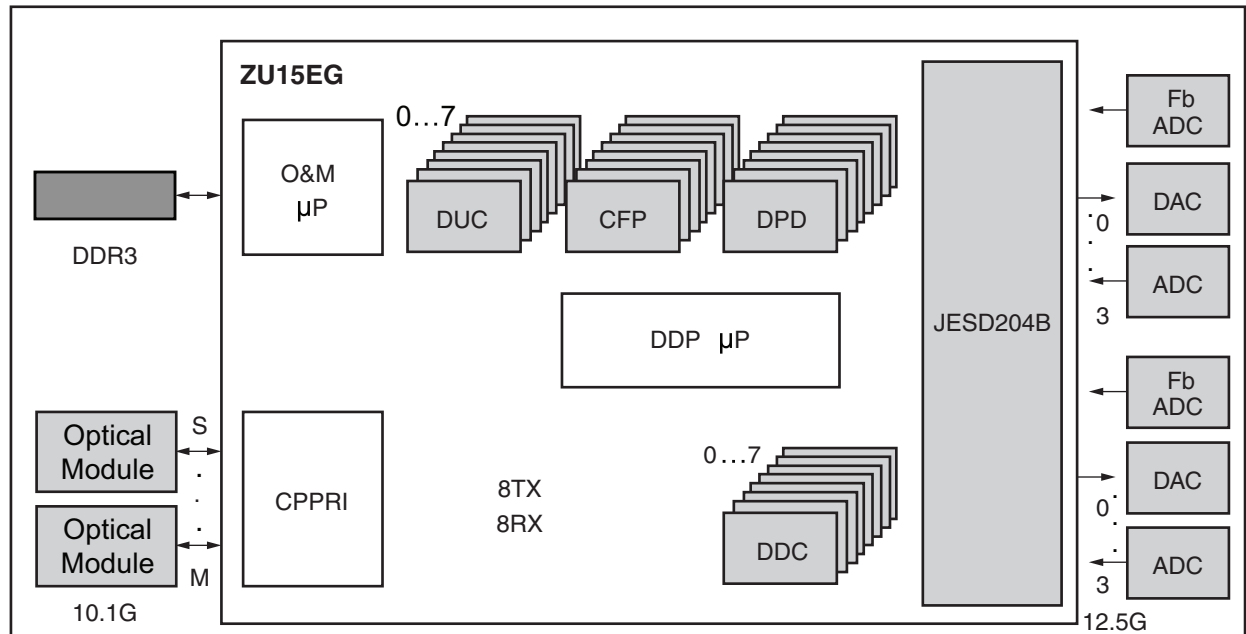 ZU15EG
0...7
O&M
µP
DUC
CFP
DPD
DDR3
DDP µP
JESD204B
Fb
ADC
DAC
0
.
.
.
3
ADC
Fb
ADC
DAC
0
.
.
.
3
ADC
12.5G
Optical
Module
S
.
.
.
M
Optical
Module
10.1G
CPPRI
8TX
8RX
0...7
DDC